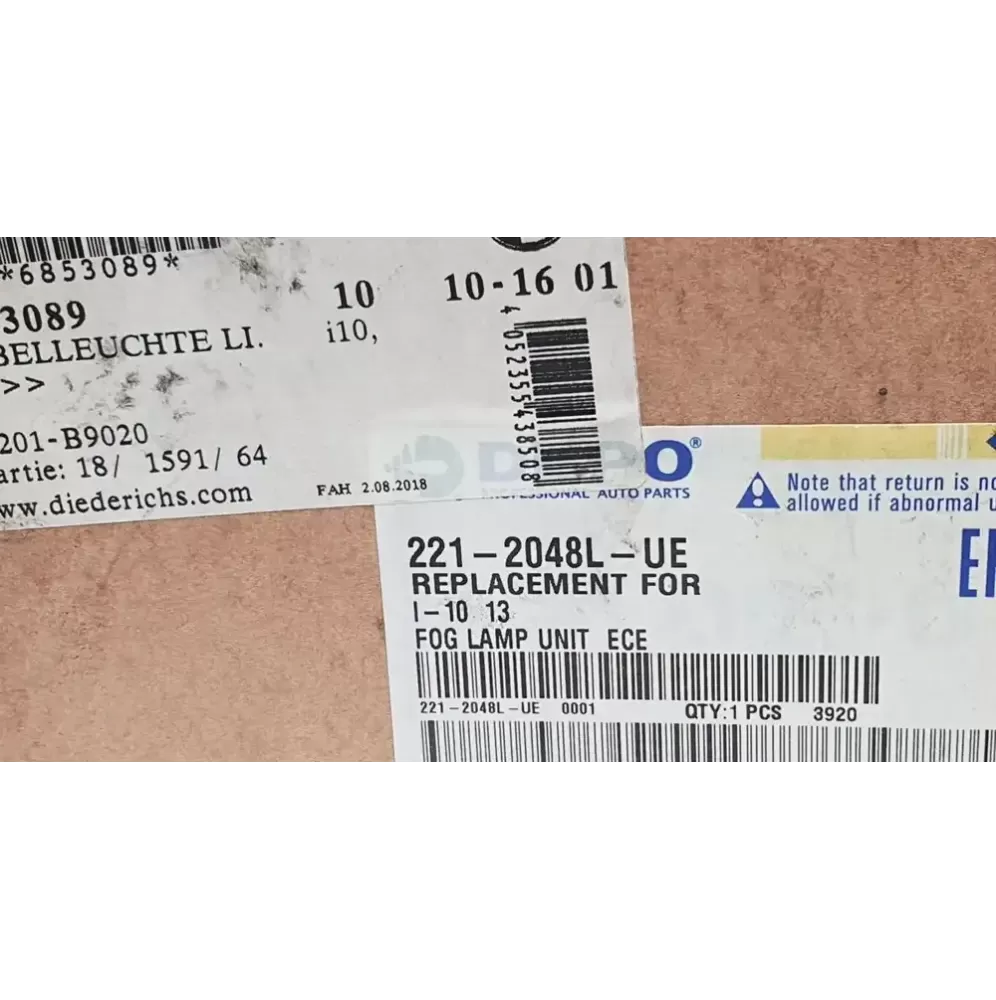 *6853089*
3089
10
10-16 01
BELLEUCHTE LI.
i10,
>>
4 052355 438508
201-B9020
artie: 18/ 1591/ 64
ww.diederichs.com
FAH 2.08.2018
PROFESSIONAL AUTO PARTS
Note that return is no
allowed if abnormal u
221-2048L-UE
REPLACEMENT FOR
I-10 13
FOG LAMP UNIT ECE
221-2048L-UE 0001
QTY:1 PCS 3920